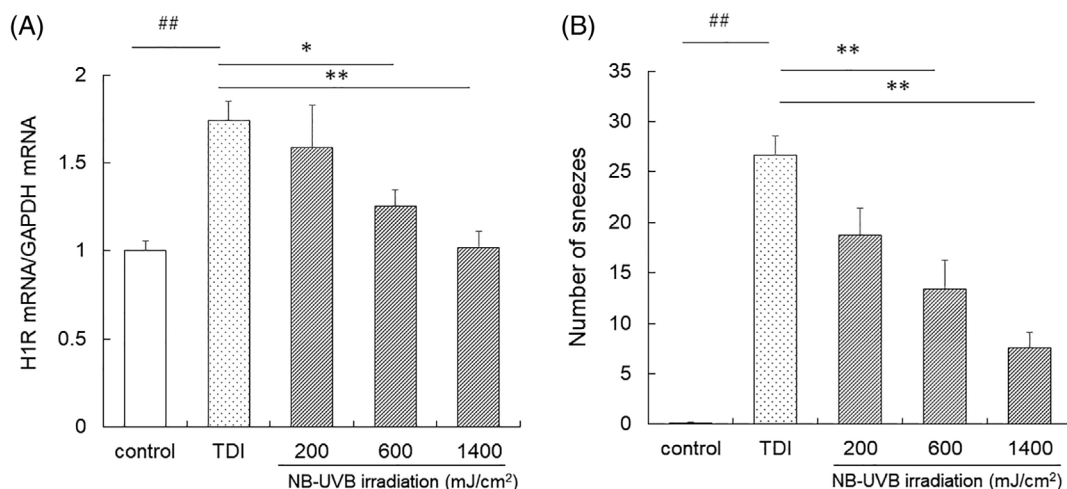 (A)
##
*
**
2
1.5
1
0.5
0
H1R mRNA/GAPDH mRNA
control TDI 200 600 1400
NB-UVB irradiation (mJ/cm²)
(B)
##
**
**
35
30
25
20
15
10
5
0
Number of sneezes
control TDI 200 600 1400
NB-UVB irradiation (mJ/cm²)